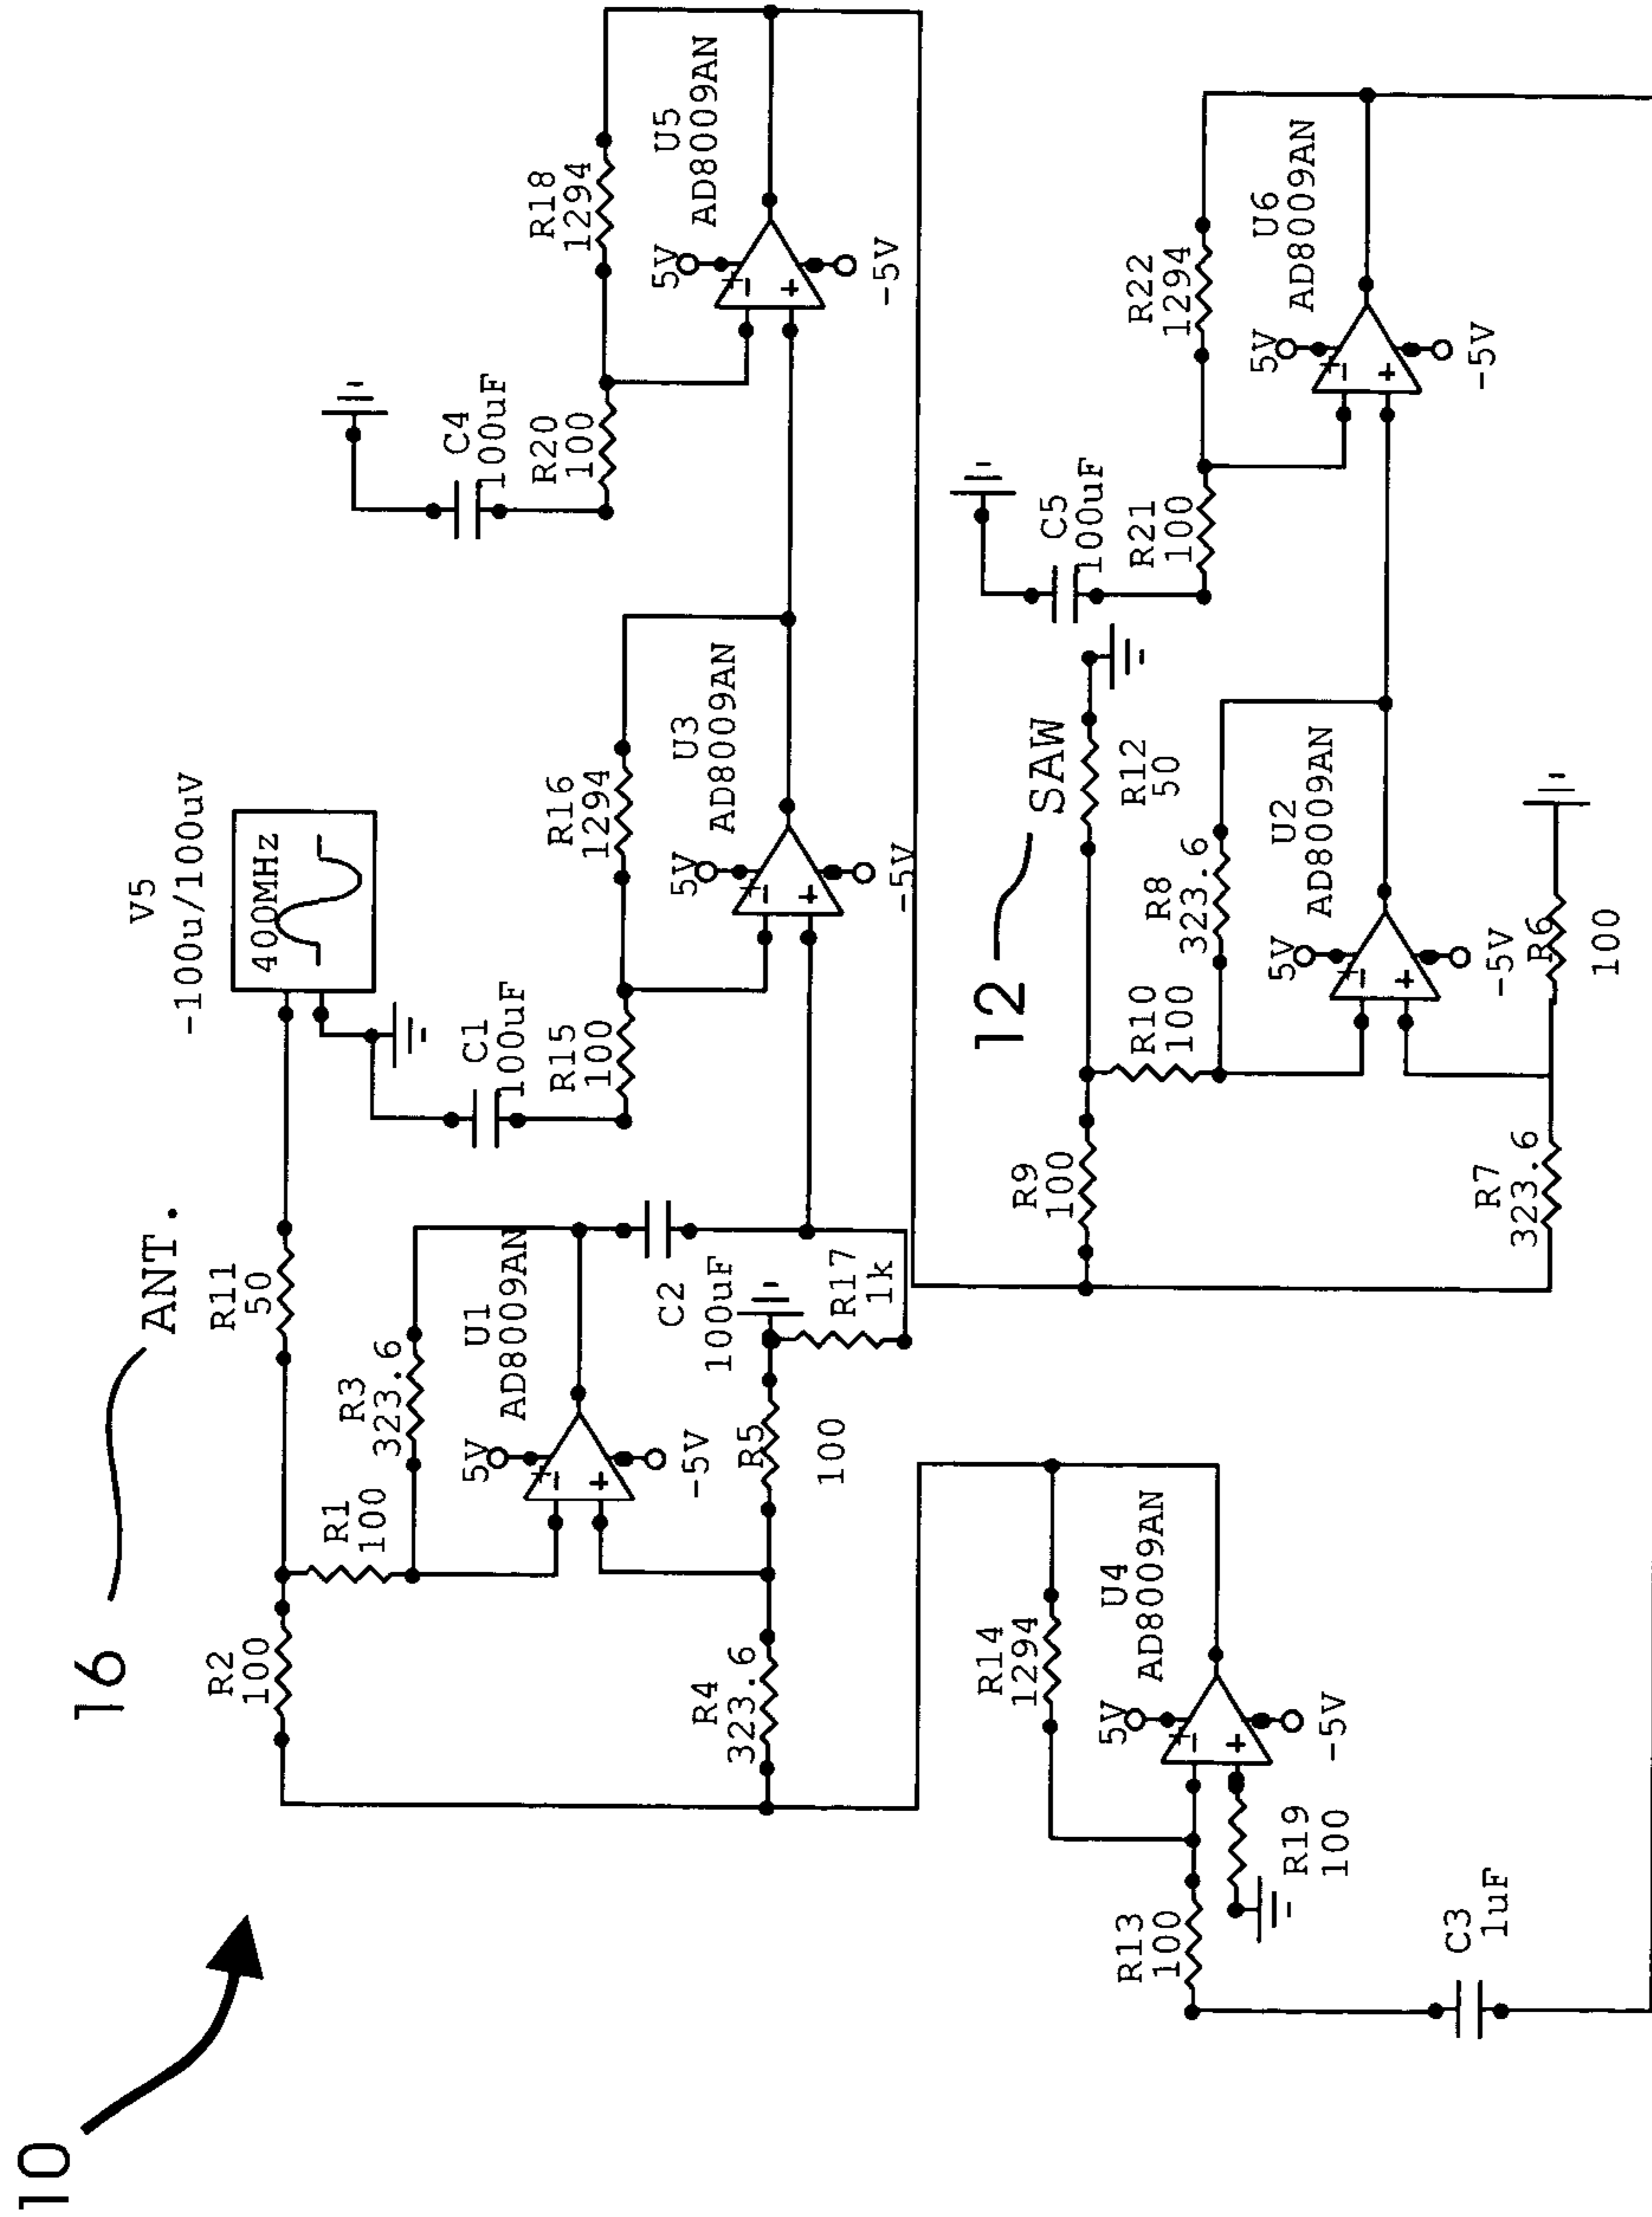 10
16
ANT.
V5
-100u/100uV
400MHz
R11
50
R2
100
R1
100
R3
323.6
U1
AD8009AN
5V
-5V
R4
323.6
R5
100
C2
100uF
R17
1k
C1
100uF
R15
100
R16
1294
U3
AD8009AN
5V
-5V
C4
100uF
R20
100
R18
1294
U5
AD8009AN
5V
-5V
12
SAW
R12
50
R9
100
R10
100
R8
323.6
U2
AD8009AN
5V
-5V
R7
323.6
R6
100
C5
100uF
R21
100
R22
1294
U6
AD8009AN
5V
-5V
R14
1294
U4
AD8009AN
5V
-5V
R13
100
R19
100
C3
1uF